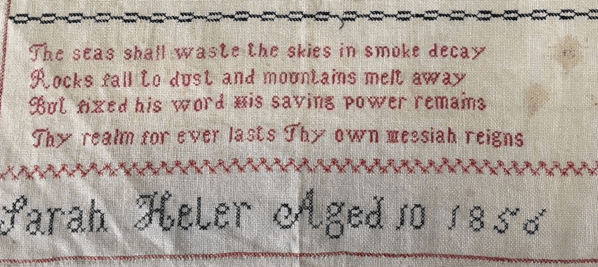 The seas shall waste the skies in smoke decay
Rocks fall to dust and mountains melt away
But fixed his word his saving power remains
Thy realm for ever lasts Thy own messiah reigns
Sarah Heler Aged 10 1856